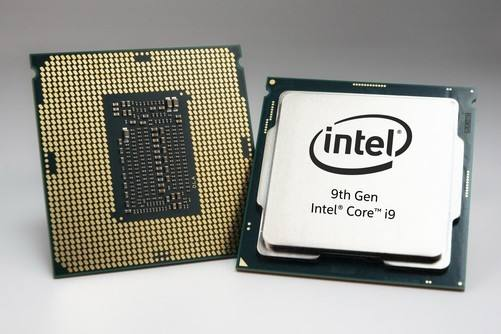 intel®
9th Gen
Intel® Core™ i9